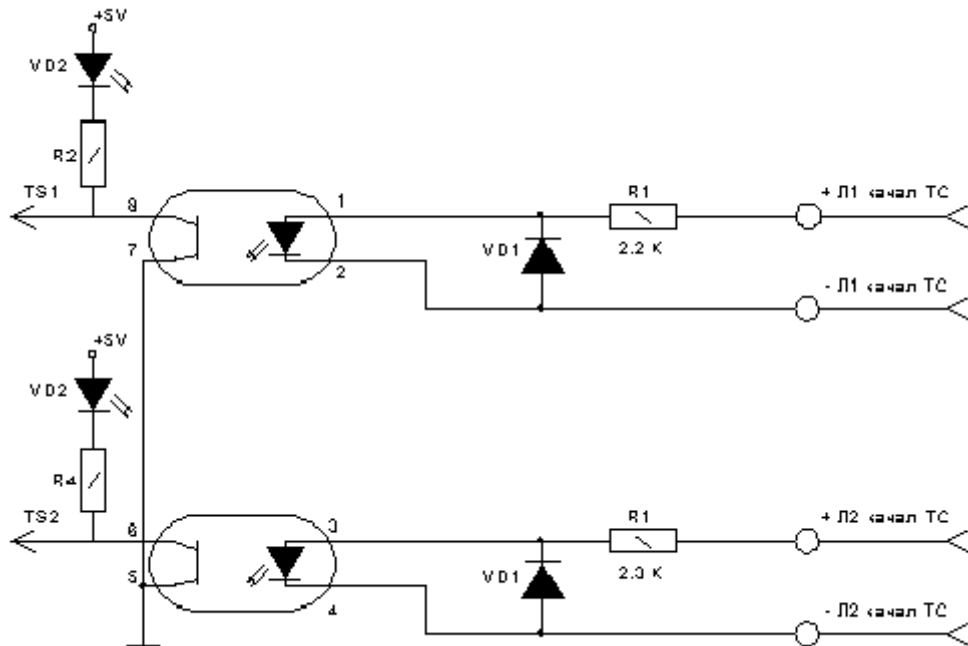 +5V
VD2
R2
TS1
8
7
1
2
R1
2.2 K
VD1
+ Л1 канал ТС
- Л1 канал ТС
+5V
VD2
R4
TS2
6
5
3
4
R1
2.3 K
VD1
+ Л2 канал ТС
- Л2 канал ТС